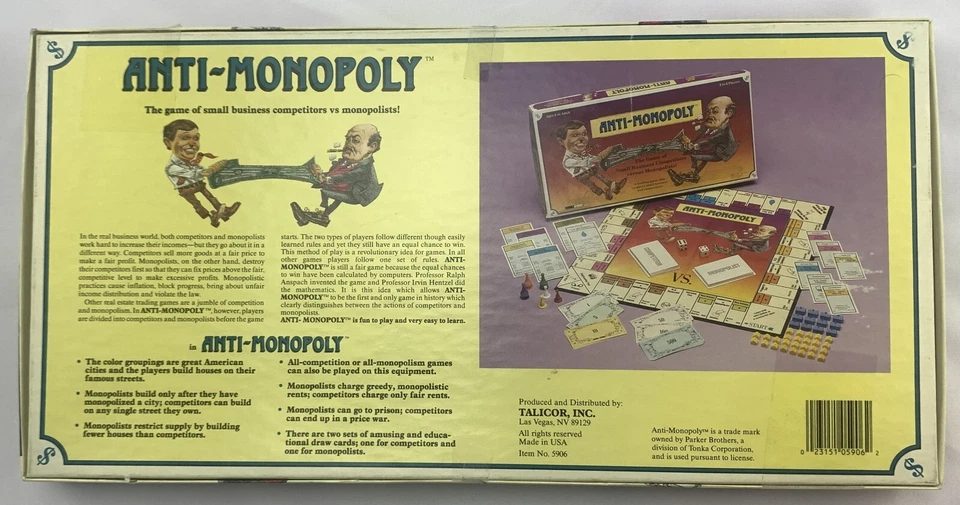 ANTI-MONOPOLY™
The game of small business competitors vs monopolists!
In the real business world, both competitors and monopolists
work hard to increase their incomes—but they go about it in a
different way. Competitors sell more goods at a fair price to
make a fair profit. Monopolists, on the other hand, destroy
their competitors first so that they can fix prices above the fair,
competitive level to make excessive profits. Monopolistic
practices cause inflation, block progress, bring about unfair
income distribution and violate the law.
Other real estate trading games are a jumble of competition
and monopoly. In ANTI-MONOPOLY™, however, players
are divided into competitors and monopolists before the game
starts. The two types of players follow different though easily
learned rules and yet they still have an equal chance to win.
This method of play is a revolutionary idea for games. In all
other games players follow one set of rules. ANTI-
MONOPOLY™ is still a fair game because the equal chances
to win have been calculated by computers. Professor Ralph
Anspach invented the game and Professor Irvin Hentzel did
the mathematics. It is this idea which allows ANTI-
MONOPOLY™ to be the first and only game in history which
clearly distinguishes between the actions of competitors and
monopolists.
ANTI-MONOPOLY™ is fun to play and very easy to learn.
in ANTI-MONOPOLY™
• The color groupings are great American
cities and the players build houses on their
famous streets.
• Monopolists build only after they have
monopolized a city; competitors can build
on any single street they own.
• Monopolists restrict supply by building
fewer houses than competitors.
• All-competition or all-monopolism games
can also be played on this equipment.
• Monopolists charge greedy, monopolistic
rents; competitors charge only fair rents.
• Monopolists can go to prison; competitors
can end up in a price war.
• There are two sets of amusing and educa-
tional draw cards; one for competitors and
one for monopolists.
ANTI-MONOPOLY
ANTI-MONOPOLY
The Game of
Small Business Competitors
versus Monopolists
ANTI-MONOPOLY
VS.
MONOPOLIST
START
Produced and Distributed by:
TALICOR, INC.
Las Vegas, NV 89129
All rights reserved
Made in USA
Item No. 5906
Anti-Monopoly™ is a trade mark
owned by Parker Brothers, a
division of Tonka Corporation,
and is used pursuant to license.
0 23151 05906 2